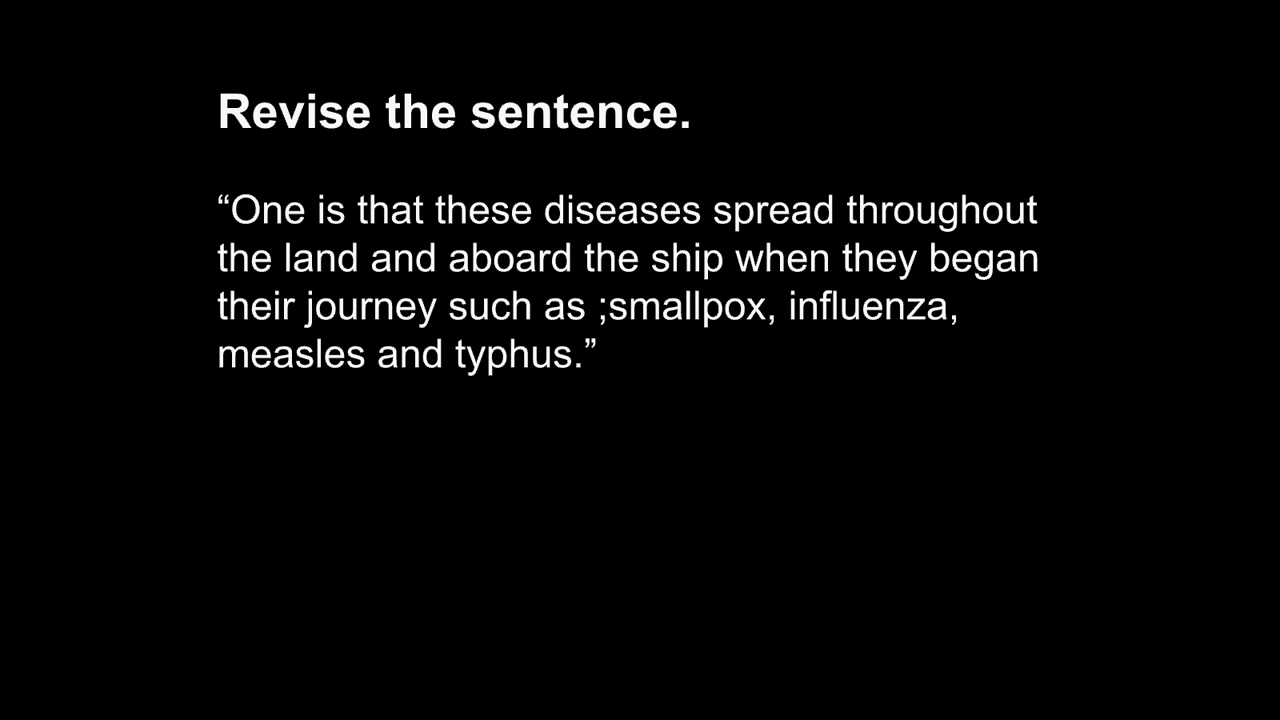 Revise the sentence.
“One is that these diseases spread throughout
the land and aboard the ship when they began
their journey such as ;smallpox, influenza,
measles and typhus.”